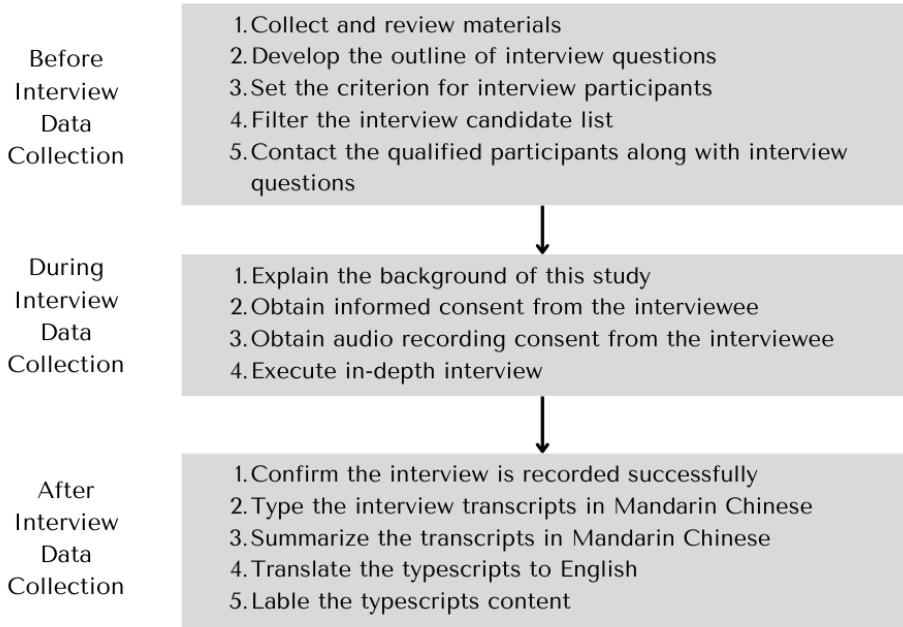 Before
Interview
Data
Collection
1. Collect and review materials
2. Develop the outline of interview questions
3. Set the criterion for interview participants
4. Filter the interview candidate list
5. Contact the qualified participants along with interview
questions
During
Interview
Data
Collection
1. Explain the background of this study
2. Obtain informed consent from the interviewee
3. Obtain audio recording consent from the interviewee
4. Execute in-depth interview
After
Interview
Data
Collection
1. Confirm the interview is recorded successfully
2. Type the interview transcripts in Mandarin Chinese
3. Summarize the transcripts in Mandarin Chinese
4. Translate the typescripts to English
5. Lable the typescripts content